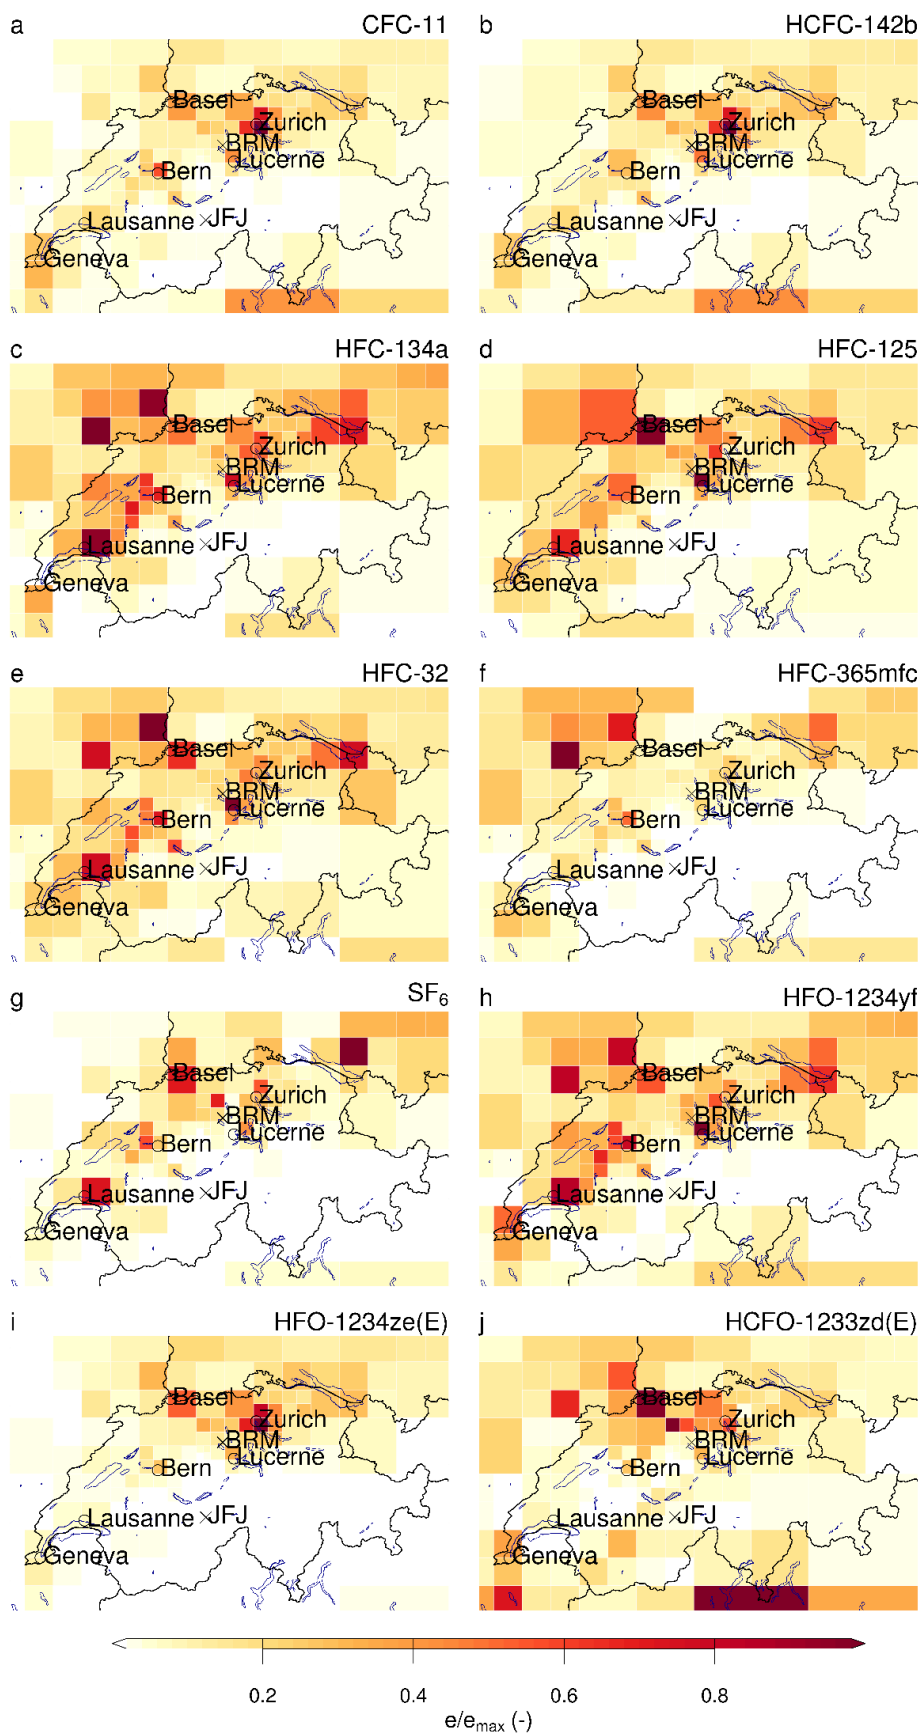 a CFC-11
Basel
Zurich
×BRM
Lucerne
Bern
Lausanne ×JFJ
Geneva
b HCFC-142b
Basel
Zurich
×BRM
Lucerne
Bern
Lausanne ×JFJ
Geneva
c HFC-134a
Basel
Zurich
×BRM
Lucerne
Bern
Lausanne ×JFJ
Geneva
d HFC-125
Basel
Zurich
×BRM
Lucerne
Bern
Lausanne ×JFJ
Geneva
e HFC-32
Basel
Zurich
×BRM
Lucerne
Bern
Lausanne ×JFJ
Geneva
f HFC-365mfc
Basel
Zurich
×BRM
Lucerne
Bern
Lausanne ×JFJ
Geneva
g SF₆
Basel
Zurich
×BRM
Lucerne
Bern
Lausanne ×JFJ
Geneva
h HFO-1234yf
Basel
Zurich
×BRM
Lucerne
Bern
Lausanne ×JFJ
Geneva
i HFO-1234ze(E)
Basel
Zurich
×BRM
Lucerne
Bern
Lausanne ×JFJ
Geneva
j HCFO-1233zd(E)
Basel
Zurich
×BRM
Lucerne
Bern
Lausanne ×JFJ
Geneva
0.2 0.4 0.6 0.8
e/eₘₐₓ (-)